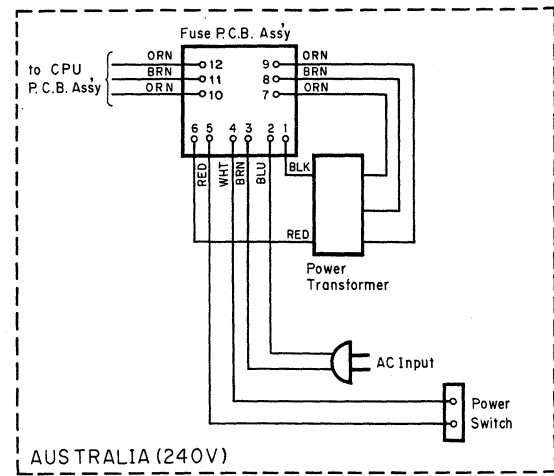 Fuse P.C.B. Ass'y
to CPU
P.C.B. Ass'y
ORN
BRN
ORN
12
11
10
9
8
7
ORN
BRN
ORN
6 5 4 3 2 1
RED
WHT
BRN
BLU
BLK
RED
Power
Transformer
AC Input
Power
Switch
AUSTRALIA (240V)